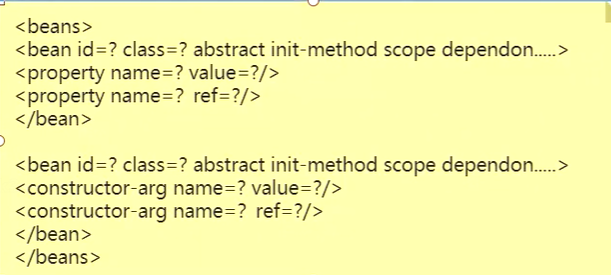 <beans>
<bean id=? class=? abstract init-method scope dependon.....>
<property name=? value=?/>
<property name=? ref=?/>
</bean>
<bean id=? class=? abstract init-method scope dependon.....>
<constructor-arg name=? value=?/>
<constructor-arg name=? ref=?/>
</bean>
</beans>